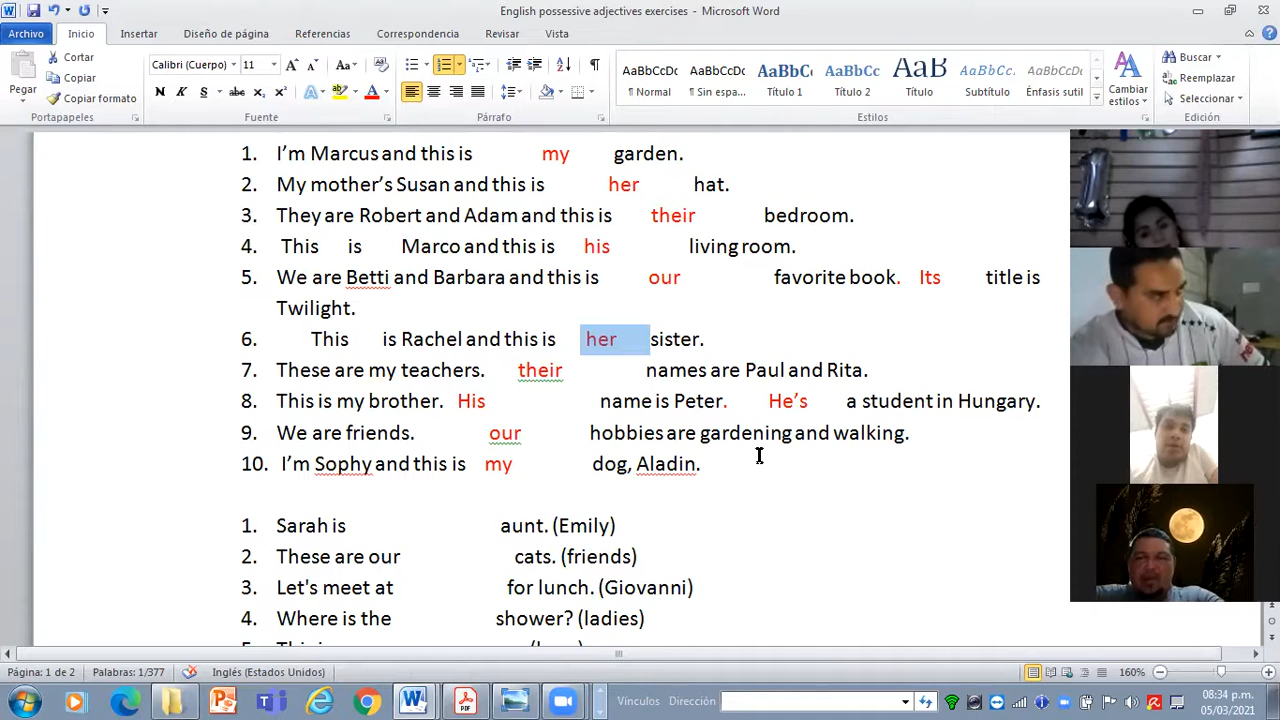 English possessive adjectives exercises - Microsoft Word
Archivo Inicio Insertar Diseño de página Referencias Correspondencia Revisar Vista
Pegar Cortar Copiar Copiar formato
Calibri (Cuerpo) 11
N K S abc x₂ x² A ab A
AaBbCcDc AaBbCcDc AaBbC AaBbCc AaB AaBbCc. AaBbCcDc
¶ Normal ¶ Sin espa... Título 1 Título 2 Título Subtítulo Énfasis sutil
Cambiar estilos
Buscar
Reemplazar
Seleccionar
Portapapeles Fuente Párrafo Estilos Edición
1. I’m Marcus and this is my garden.
2. My mother’s Susan and this is her hat.
3. They are Robert and Adam and this is their bedroom.
4. This is Marco and this is his living room.
5. We are Betti and Barbara and this is our favorite book. Its title is
Twilight.
6. This is Rachel and this is her sister.
7. These are my teachers. their names are Paul and Rita.
8. This is my brother. His name is Peter. He’s a student in Hungary.
9. We are friends. our hobbies are gardening and walking.
10. I’m Sophy and this is my dog, Aladin.
1. Sarah is aunt. (Emily)
2. These are our cats. (friends)
3. Let's meet at for lunch. (Giovanni)
4. Where is the shower? (ladies)
Página: 1 de 2 Palabras: 1/377 Inglés (Estados Unidos) 160%
Vínculos Dirección
08:34 p.m.
05/03/2021